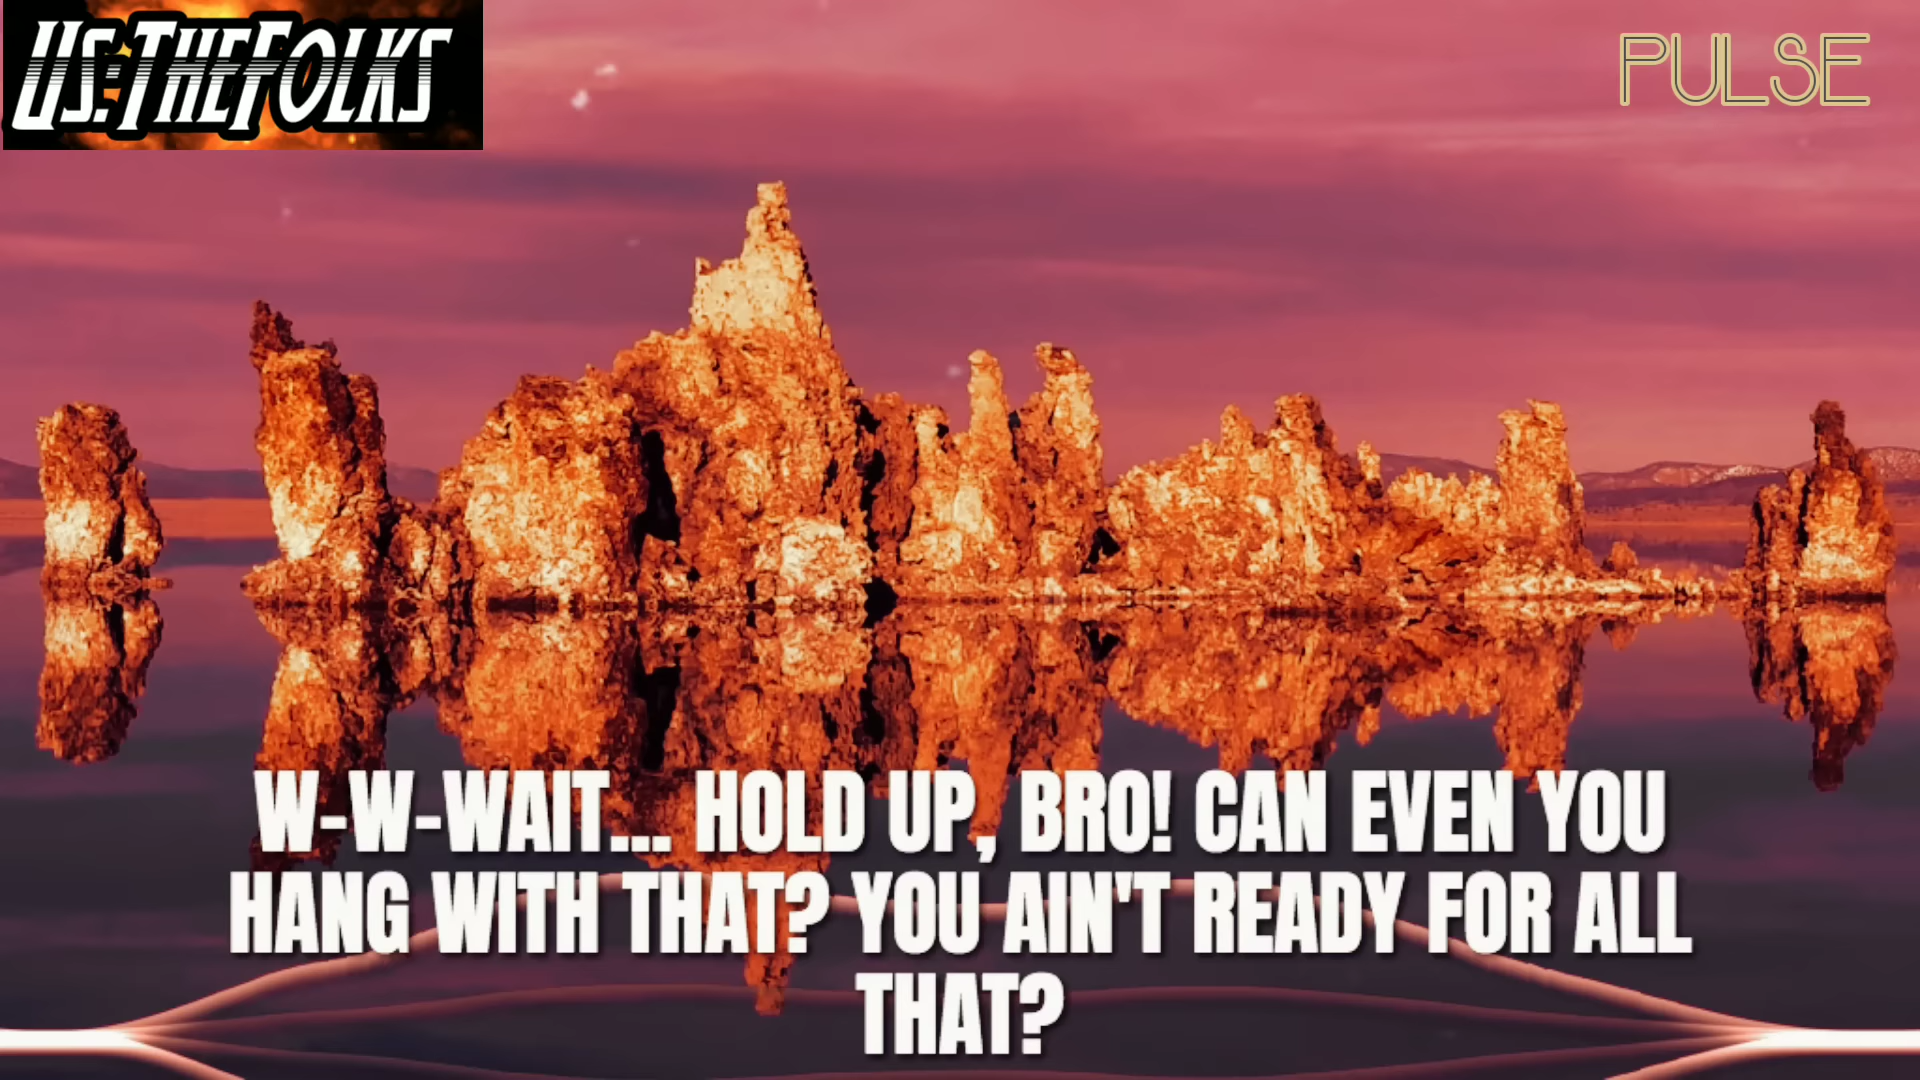 Us.TheFolks
PULSE
W-W-WAIT... HOLD UP, BRO! CAN EVEN YOU
HANG WITH THAT? YOU AIN'T READY FOR ALL
THAT?